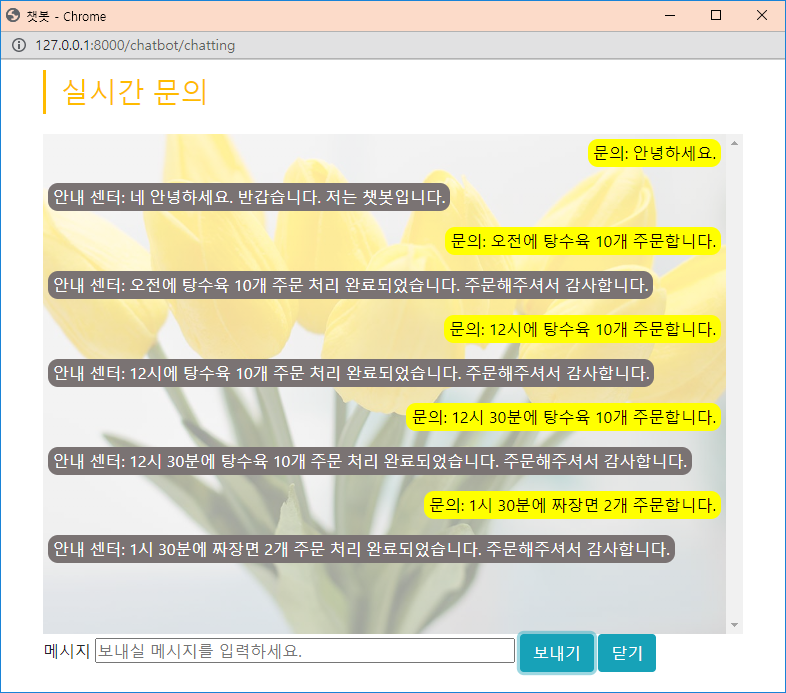 챗봇 - Chrome
127.0.0.1:8000/chatbot/chatting
실시간 문의
문의: 안녕하세요.
안내 센터: 네 안녕하세요. 반갑습니다. 저는 챗봇입니다.
문의: 오전에 탕수육 10개 주문합니다.
안내 센터: 오전에 탕수육 10개 주문 처리 완료되었습니다. 주문해주셔서 감사합니다.
문의: 12시에 탕수육 10개 주문합니다.
안내 센터: 12시에 탕수육 10개 주문 처리 완료되었습니다. 주문해주셔서 감사합니다.
문의: 12시 30분에 탕수육 10개 주문합니다.
안내 센터: 12시 30분에 탕수육 10개 주문 처리 완료되었습니다. 주문해주셔서 감사합니다.
문의: 1시 30분에 짜장면 2개 주문합니다.
안내 센터: 1시 30분에 짜장면 2개 주문 처리 완료되었습니다. 주문해주셔서 감사합니다.
메시지 보내실 메시지를 입력하세요. 보내기 닫기